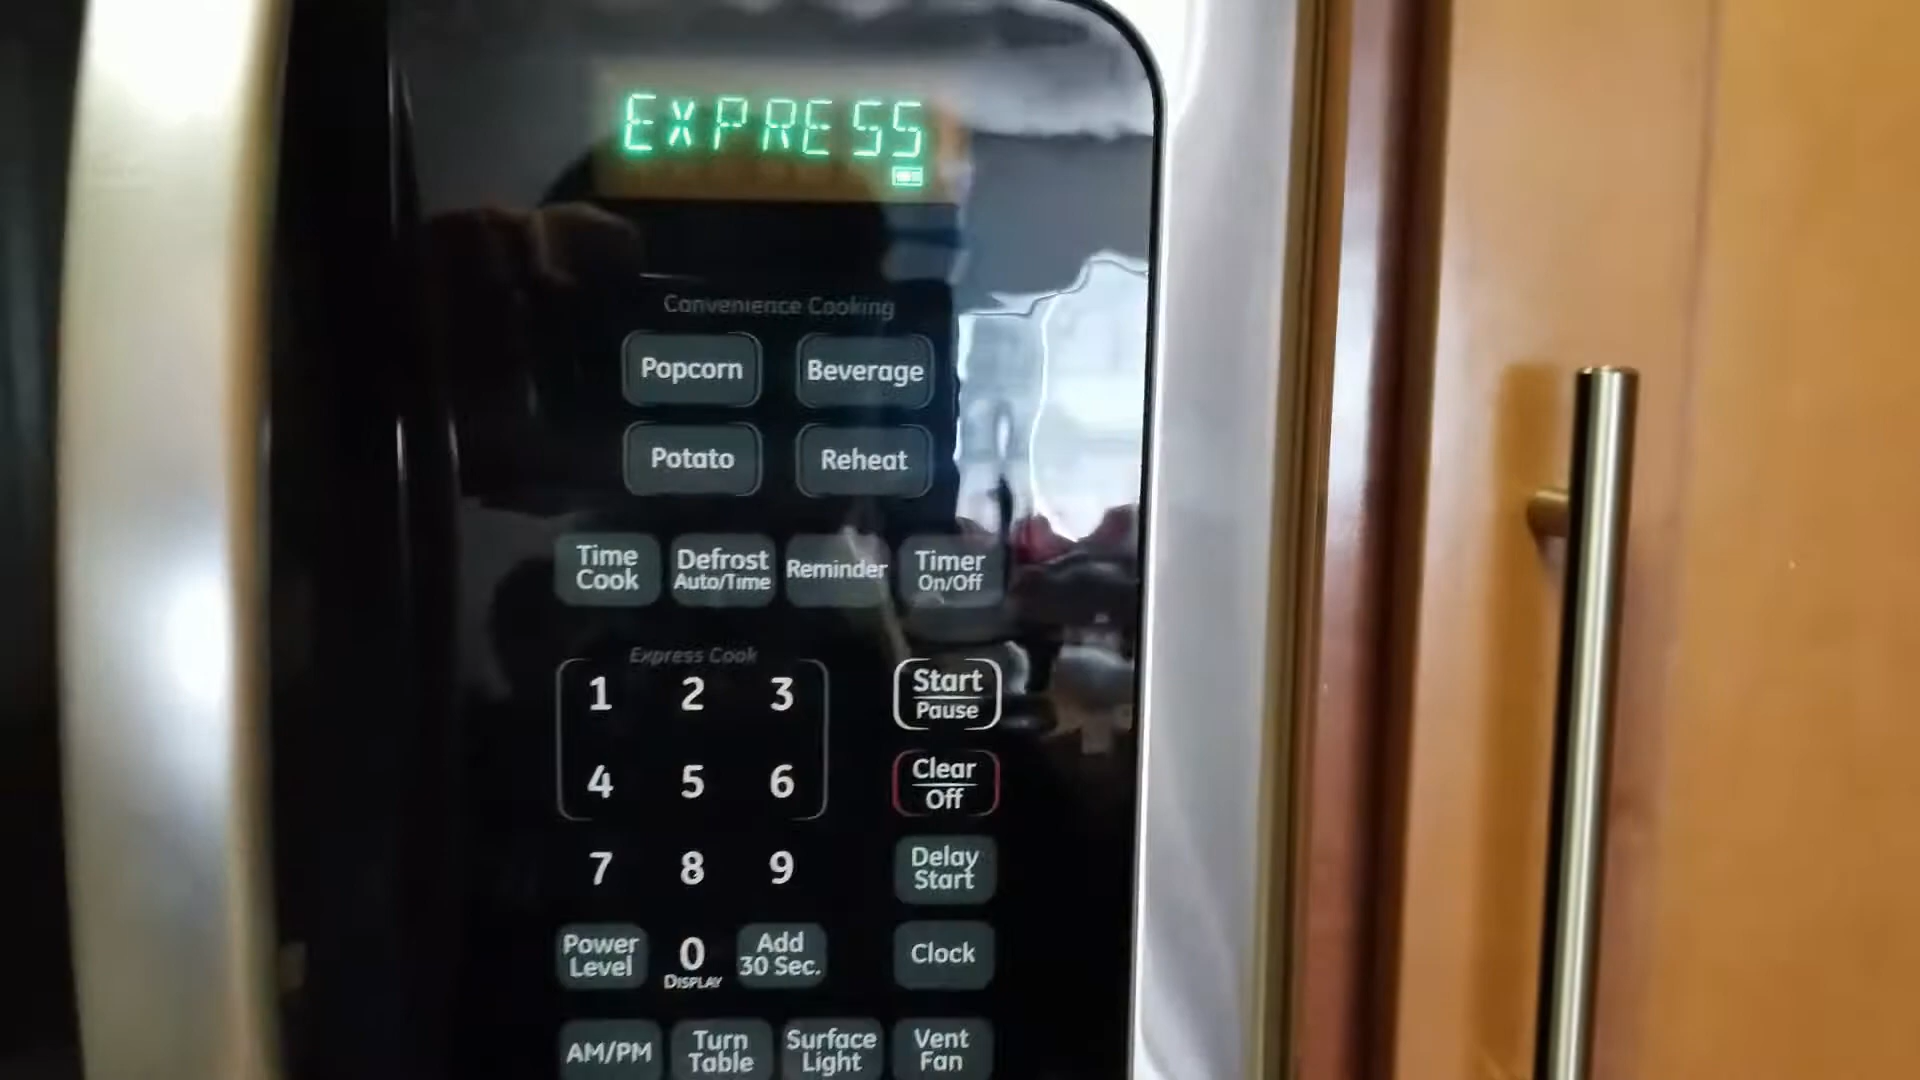 EXPRESS
Convenience Cooking
Popcorn
Beverage
Potato
Reheat
Time
Cook
Defrost
Auto/Time
Reminder
Timer
On/Off
Express Cook
1 2 3
Start
Pause
4 5 6
Clear
Off
7 8 9
Delay
Start
Power
Level
0
DISPLAY
Add
30 Sec.
Clock
AM/PM
Turn
Table
Surface
Light
Vent
Fan